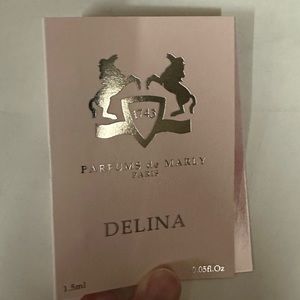 1743
PARFUMS de MARLY
PARIS
DELINA
1.5ml
0.05fl.Oz